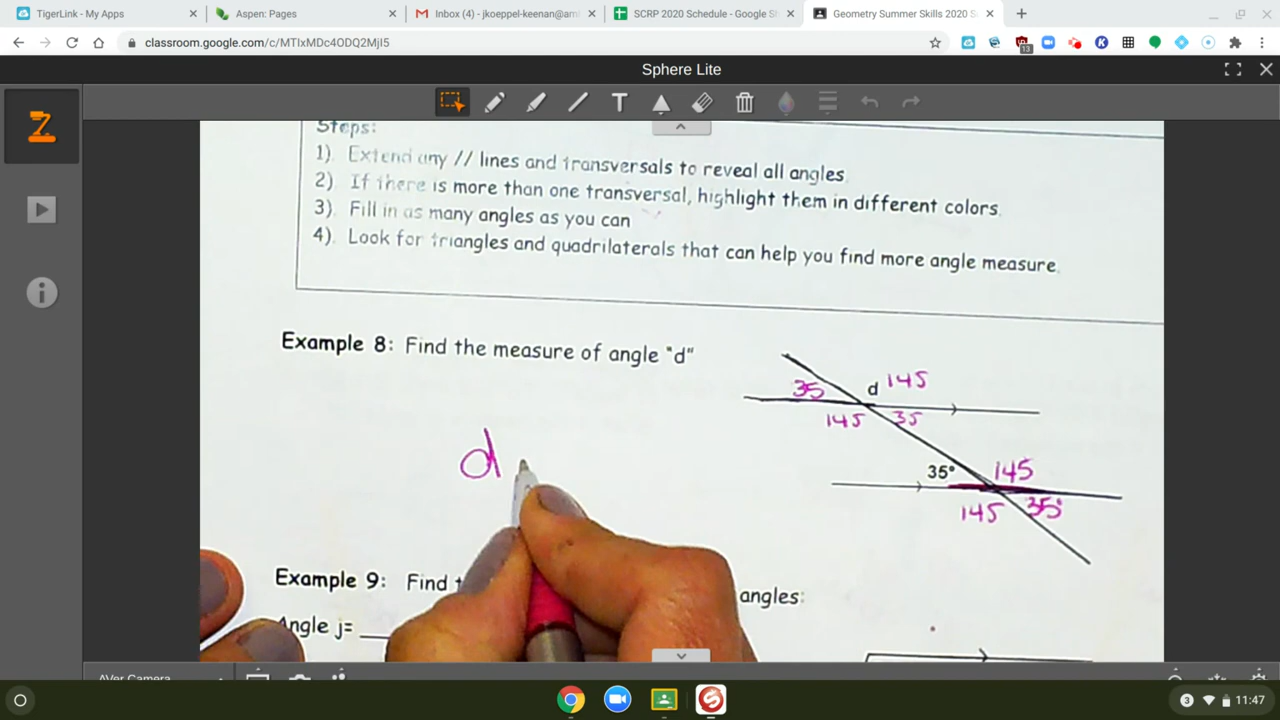 TigerLink - My Apps
Aspen: Pages
Inbox (4) - jkoeppel-keenan@am
SCRP 2020 Schedule - Google S
Geometry Summer Skills 2020 S
classroom.google.com/c/MTIxMDc4ODQ2MjI5
13
Sphere Lite
T
Steps:
1). Extend any // lines and transversals to reveal all angles.
2). If there is more than one transversal, highlight them in different colors.
3). Fill in as many angles as you can
4). Look for triangles and quadrilaterals that can help you find more angle measure.
Example 8: Find the measure of angle "d"
35 d 145
145 35
d
35° 145
145 35°
Example 9: Find angles:
Angle j= ___
AVer Camera
3 11:47